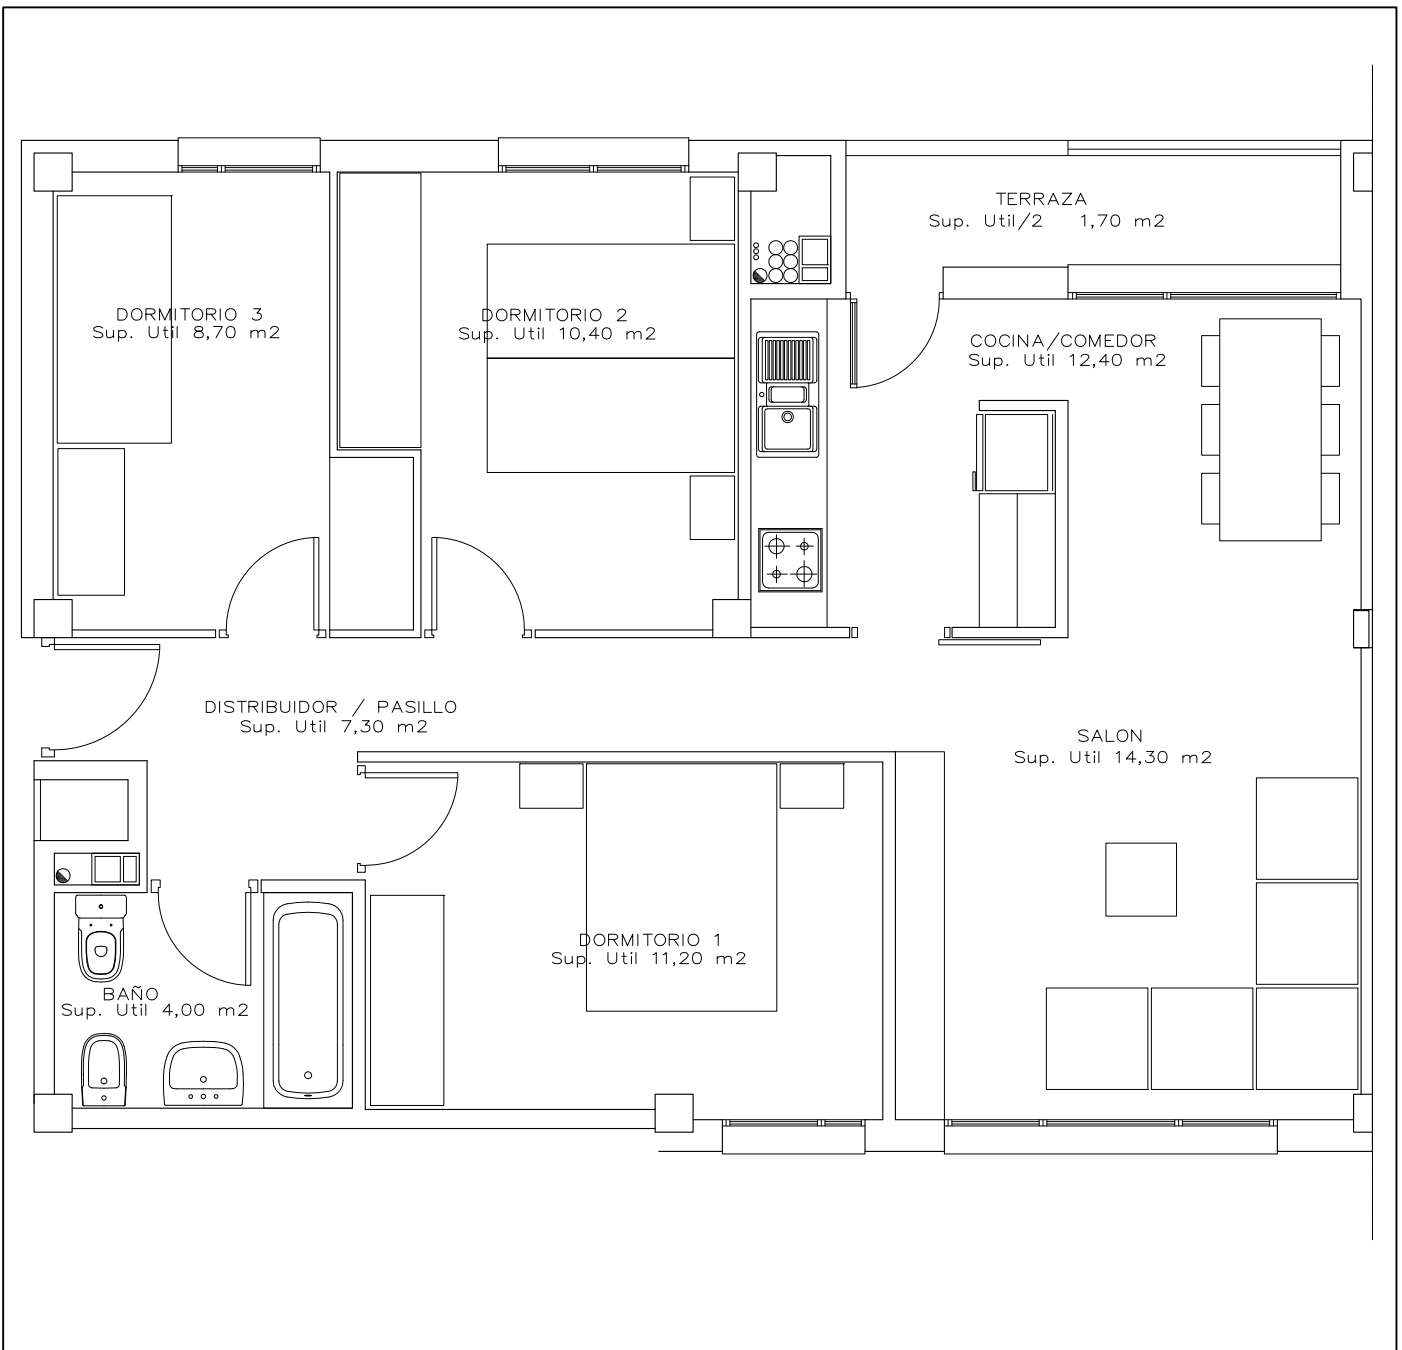 TERRAZA
Sup. Util/2 1,70 m2
DORMITORIO 3
Sup. Util 8,70 m2
DORMITORIO 2
Sup. Util 10,40 m2
COCINA/COMEDOR
Sup. Util 12,40 m2
DISTRIBUIDOR / PASILLO
Sup. Util 7,30 m2
SALON
Sup. Util 14,30 m2
DORMITORIO 1
Sup. Util 11,20 m2
BAÑO
Sup. Util 4,00 m2